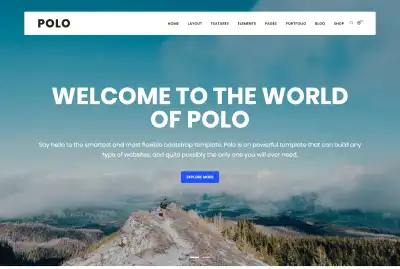 POLO
HOME LAYOUT FEATURES ELEMENTS PAGES PORTFOLIO BLOG SHOP
WELCOME TO THE WORLD
OF POLO
Say hello to the smartest and most flexible bootstrap template. Polo is an powerful template that can build any
type of websites, and quite possibly the only one you will ever need.
EXPLORE MORE